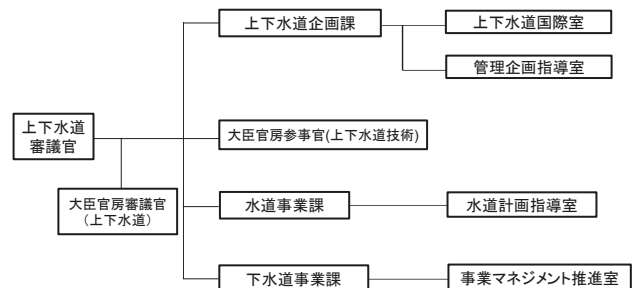 上下水道企画課
上下水道国際室
管理企画指導室
上下水道
審議官
大臣官房参事官(上下水道技術)
大臣官房審議官
（上下水道）
水道事業課
水道計画指導室
下水道事業課
事業マネジメント推進室